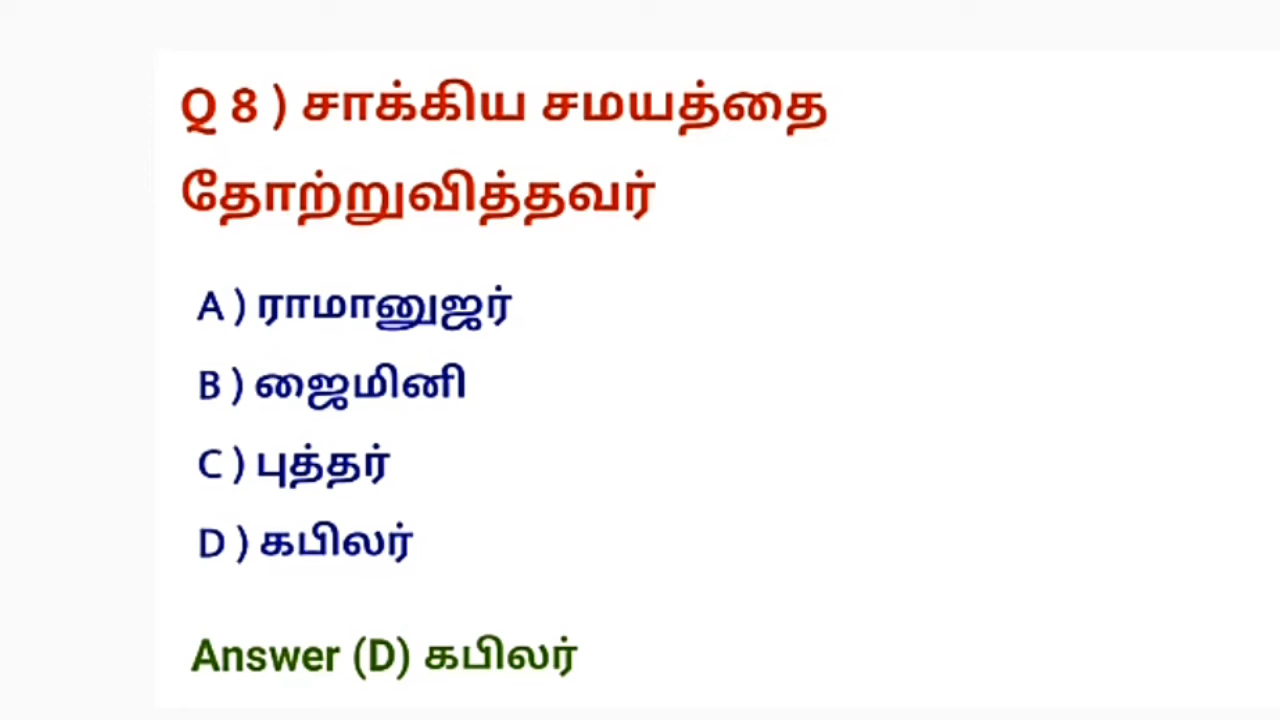 Q 8 ) சாக்கிய சமயத்தை
தோற்றுவித்தவர்
A ) ராமானுஜர்
B ) ஜைமினி
C ) புத்தர்
D ) கபிலர்
Answer (D) கபிலர்